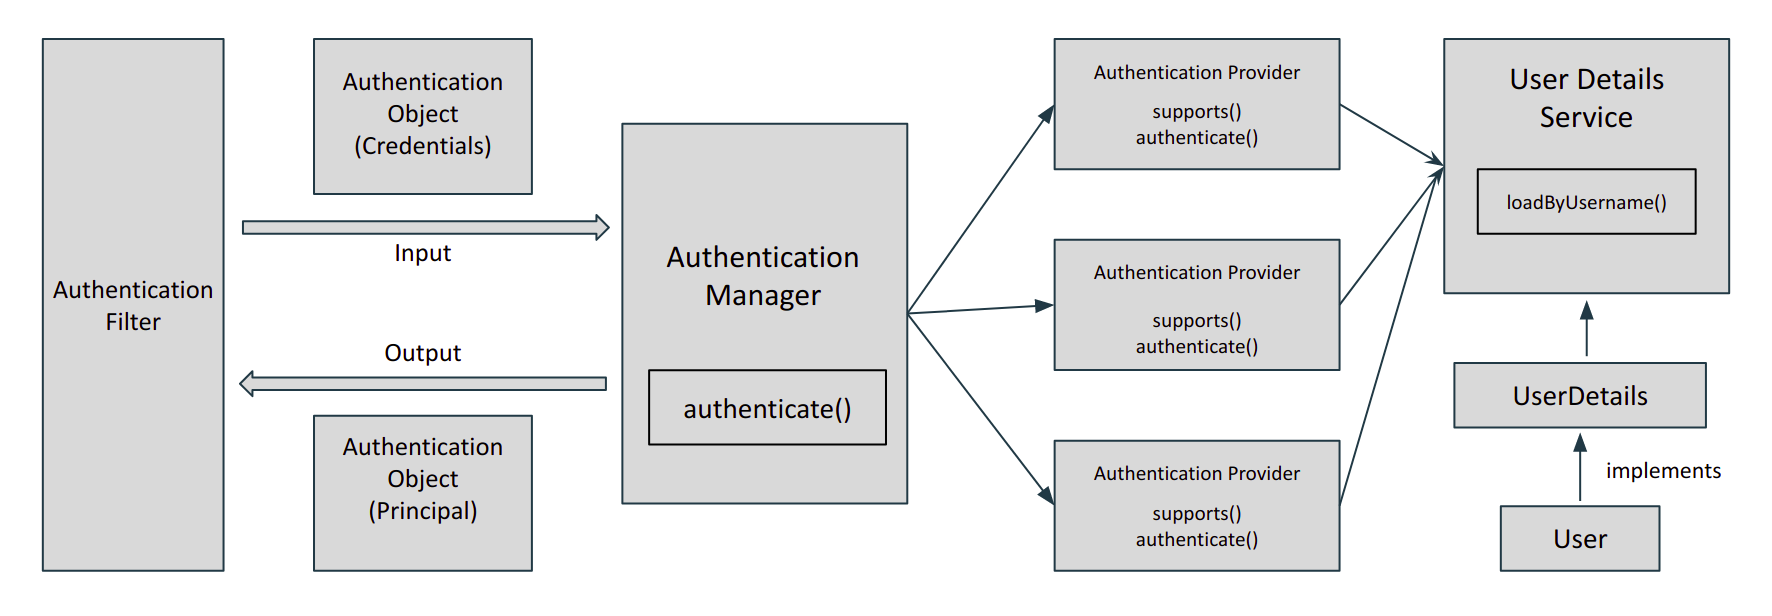 Authentication
Filter
Authentication
Object
(Credentials)
Input
Output
Authentication
Object
(Principal)
Authentication
Manager
authenticate()
Authentication Provider
supports()
authenticate()
Authentication Provider
supports()
authenticate()
Authentication Provider
supports()
authenticate()
User Details
Service
loadByUsername()
UserDetails
implements
User